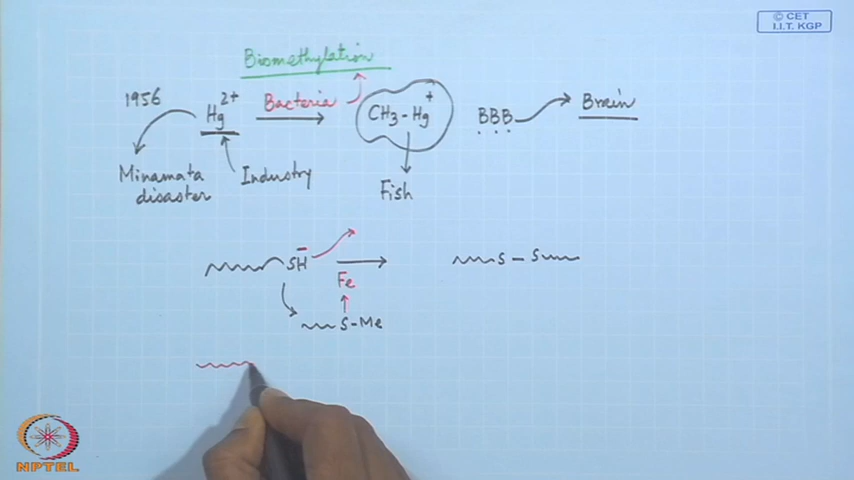 © CET
I.I.T. KGP
Biomethylation
1956 Hg2+ Bacteria CH3-Hg+ BBB Brain
Minamata disaster Industry Fish
SH S-S
Fe
S-Me
NPTEL